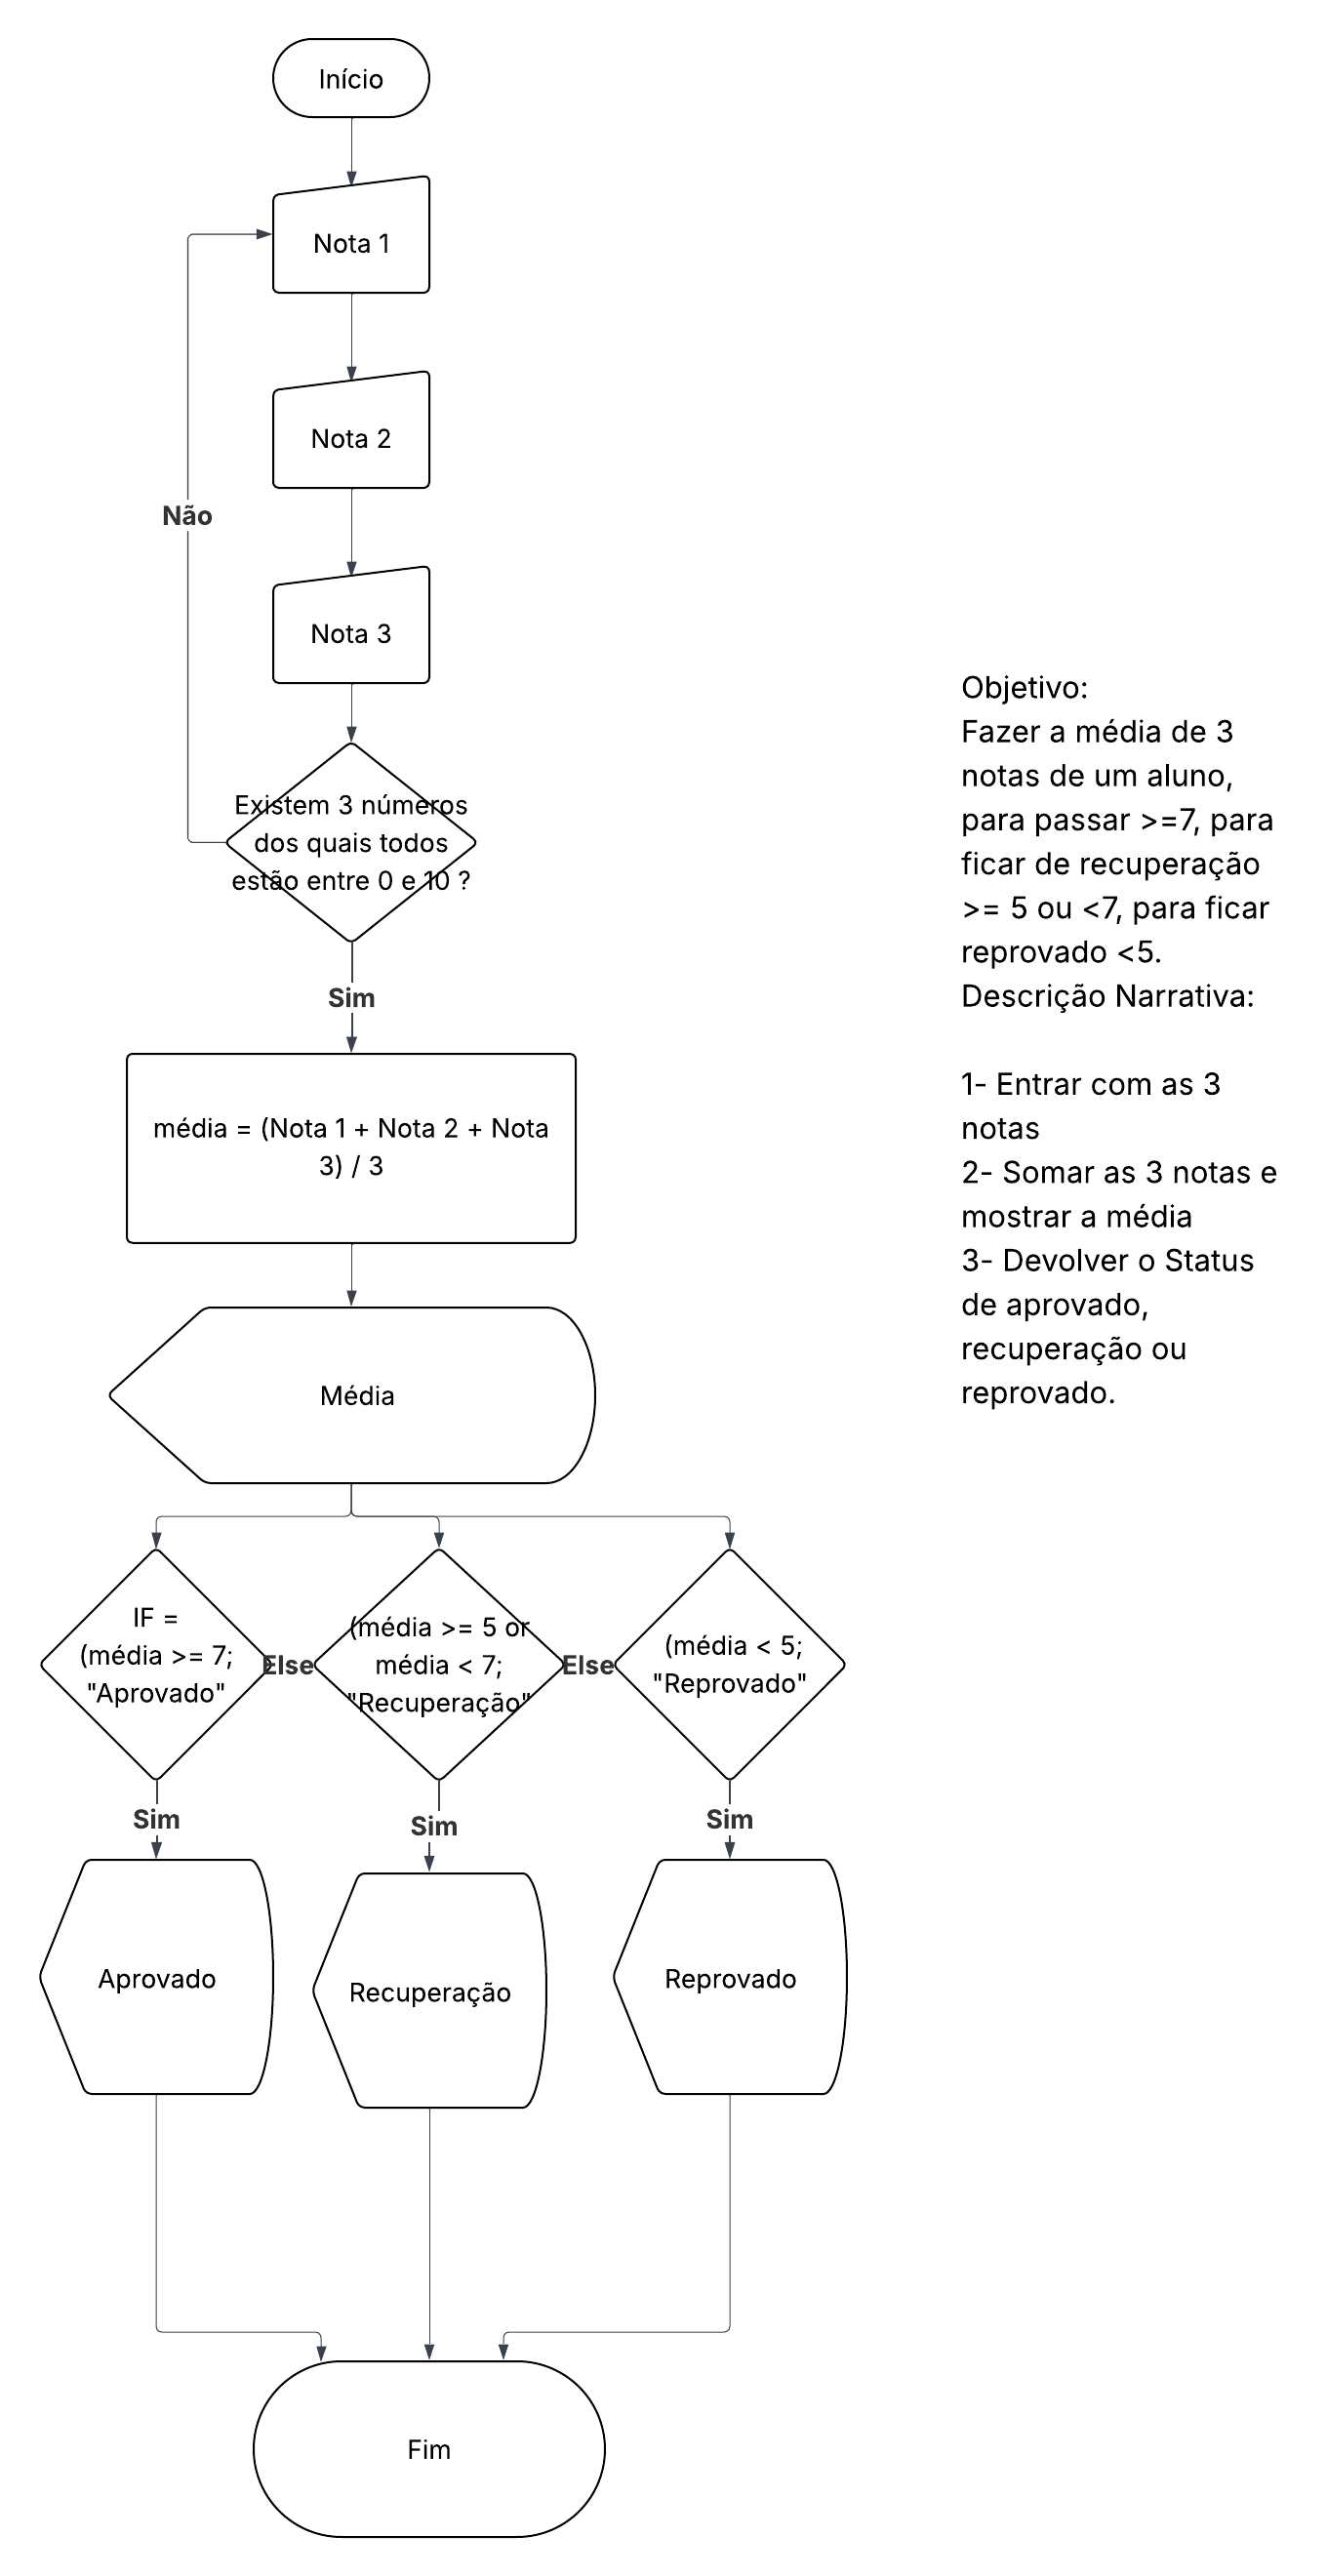 Início
Nota 1
Nota 2
Não
Nota 3
Existem 3 números
dos quais todos
estão entre 0 e 10 ?
Sim
média = (Nota 1 + Nota 2 + Nota
3) / 3
Média
IF =
(média >= 7;
"Aprovado"
Else
(média >= 5 or
média < 7;
"Recuperação"
Else
(média < 5;
"Reprovado"
Sim
Sim
Sim
Aprovado
Recuperação
Reprovado
Fim
Objetivo:
Fazer a média de 3
notas de um aluno,
para passar >=7, para
ficar de recuperação
>= 5 ou <7, para ficar
reprovado <5.
Descrição Narrativa:
1- Entrar com as 3
notas
2- Somar as 3 notas e
mostrar a média
3- Devolver o Status
de aprovado,
recuperação ou
reprovado.